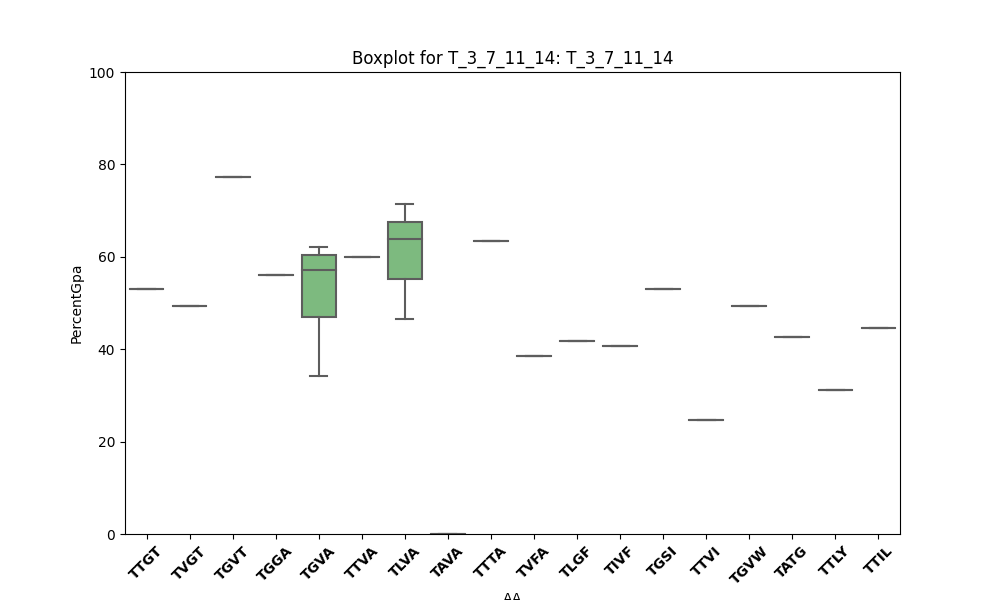 Boxplot for T_3_7_11_14: T_3_7_11_14
100
80
60
40
20
0
PercentGpa
TTGT
TVGT
TGVT
TGGA
TGVA
TTVA
TLVA
TAVA
TTTA
TVFA
TLGF
TIVF
TGSI
TTVI
TGVW
TATG
TTLY
TTIL
AA